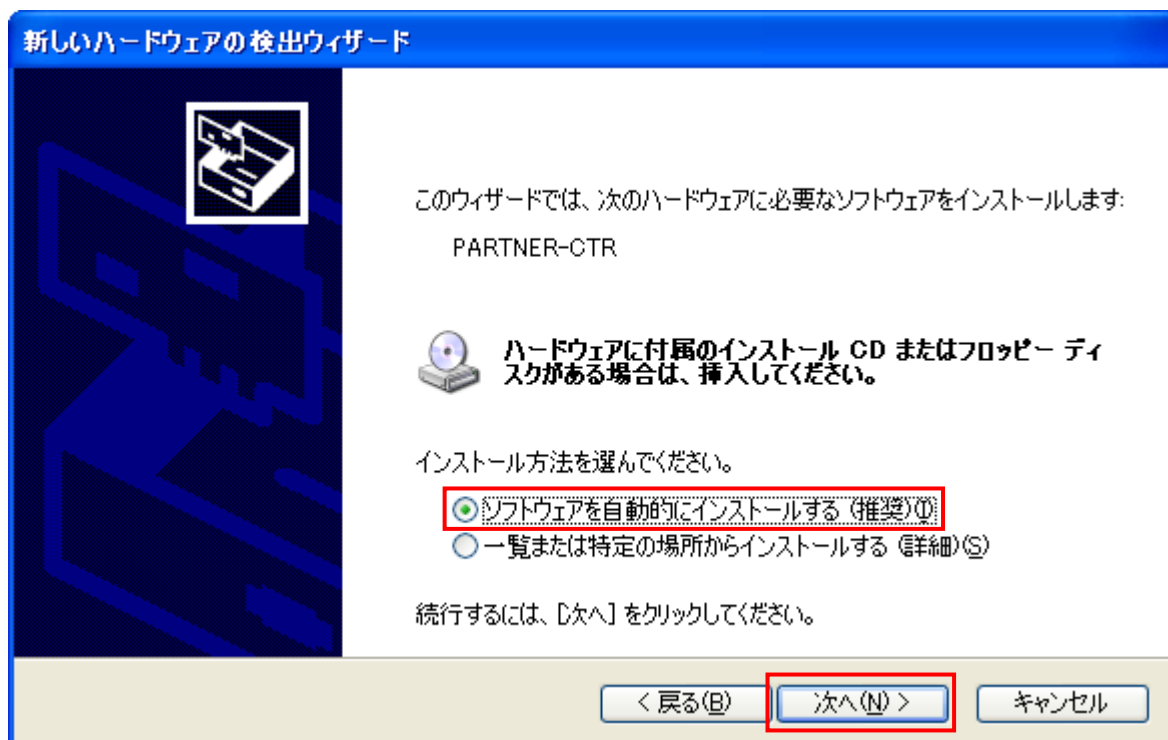 新しいハードウェアの検出ウィザード
このウィザードでは、次のハードウェアに必要なソフトウェアをインストールします:
PARTNER-CTR
ハードウェアに付属のインストール CD またはフロッピー ディ
スクがある場合は、挿入してください。
インストール方法を選んでください。
ソフトウェアを自動的にインストールする (推奨)(I)
一覧または特定の場所からインストールする (詳細)(S)
続行するには、[次へ] をクリックしてください。
< 戻る(B) 次へ(N) > キャンセル